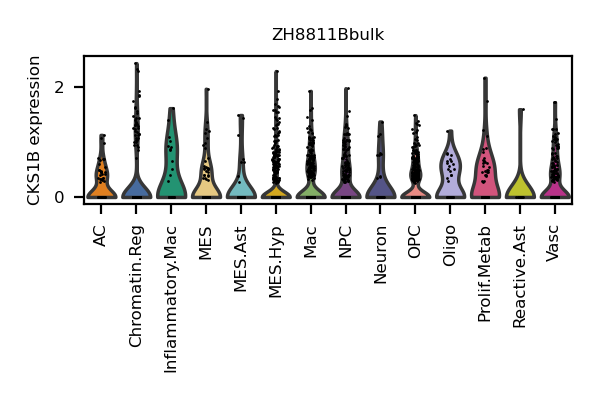 ZH8811Bbulk
CKS1B expression
2
0
AC
Chromatin.Reg
Inflammatory.Mac
MES
MES.Ast
MES.Hyp
Mac
NPC
Neuron
OPC
Oligo
Prolif.Metab
Reactive.Ast
Vasc